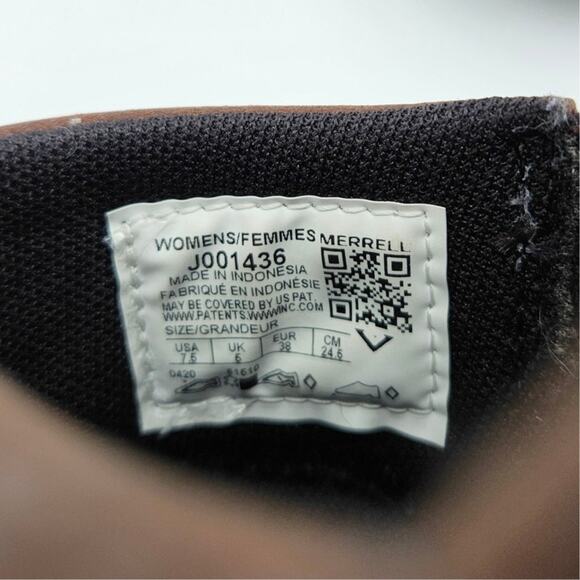 WOMENS/FEMMES MERRELL
J001436
MADE IN INDONESIA
FABRIQUÉ EN INDONÉSIE
MAY BE COVERED BY US PAT.
WWW.PATENTS.WWWINC.COM
SIZE/GRANDEUR
USA UK EUR CM
7.5 5 38 24.5
0420